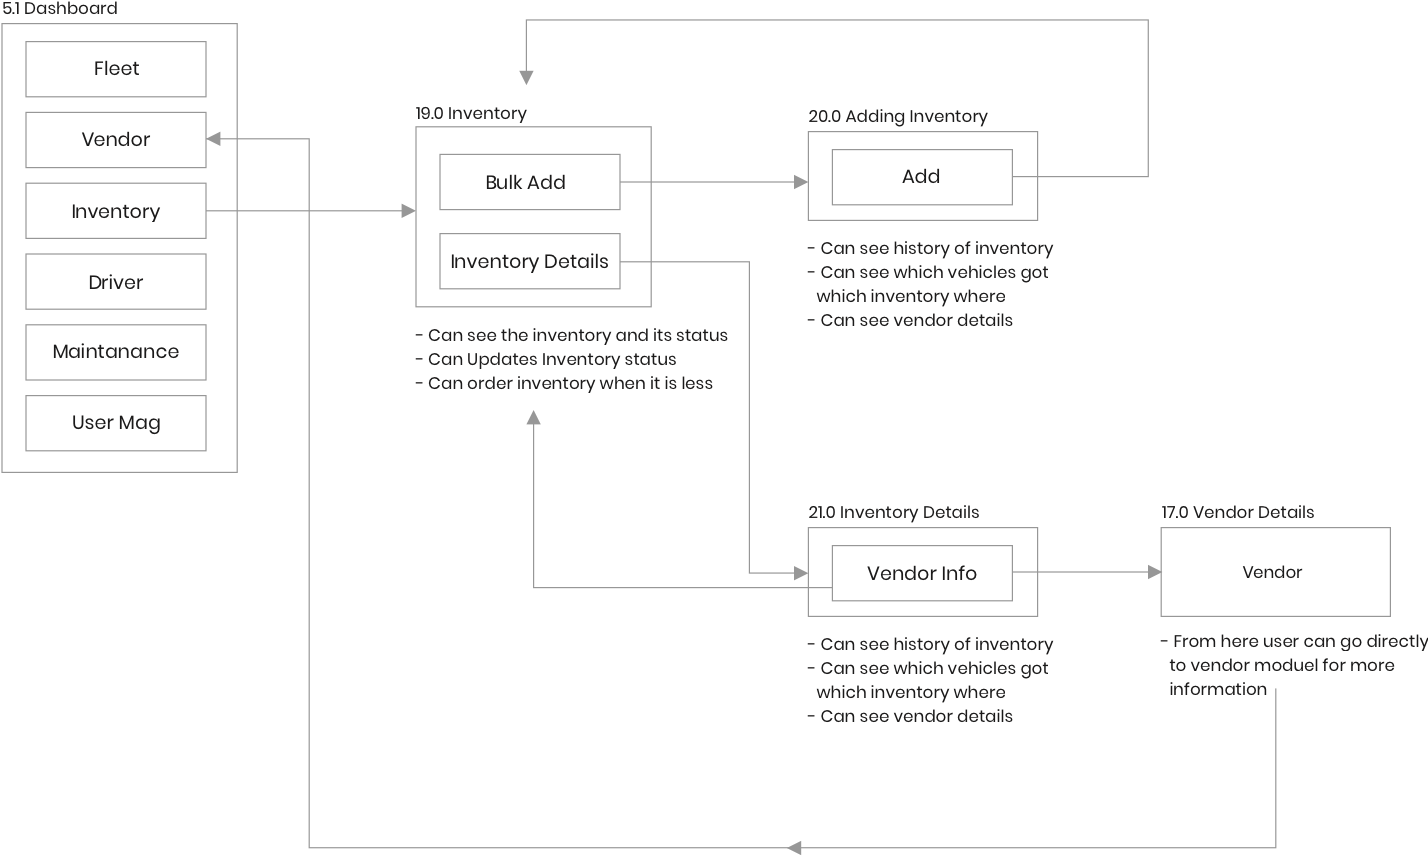 5.1 Dashboard
Fleet
Vendor
Inventory
Driver
Maintanance
User Mag
19.0 Inventory
Bulk Add
Inventory Details
- Can see the inventory and its status
- Can Updates Inventory status
- Can order inventory when it is less
20.0 Adding Inventory
Add
- Can see history of inventory
- Can see which vehicles got
which inventory where
- Can see vendor details
21.0 Inventory Details
Vendor Info
- Can see history of inventory
- Can see which vehicles got
which inventory where
- Can see vendor details
17.0 Vendor Details
Vendor
- From here user can go directly
to vendor moduel for more
information